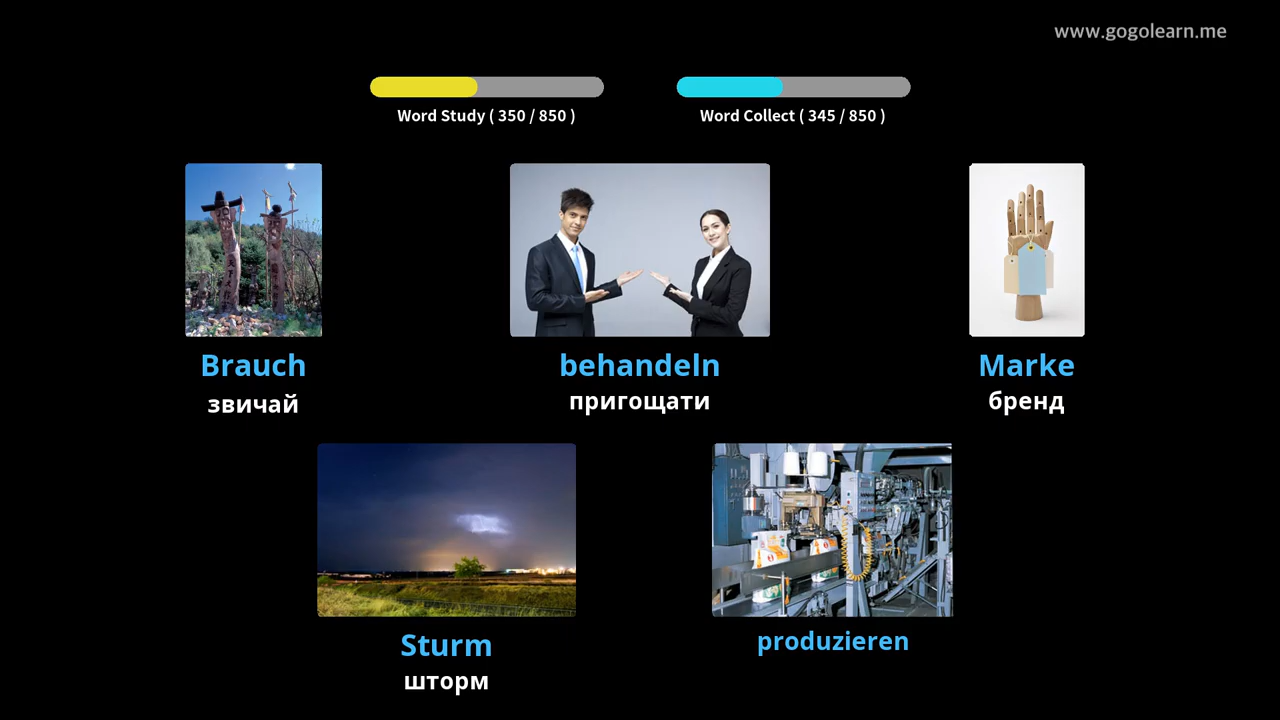 www.gogolearn.me
Word Study ( 350 / 850 )
Word Collect ( 345 / 850 )
Brauch
звичай
behandeln
пригощати
Marke
бренд
Sturm
шторм
produzieren